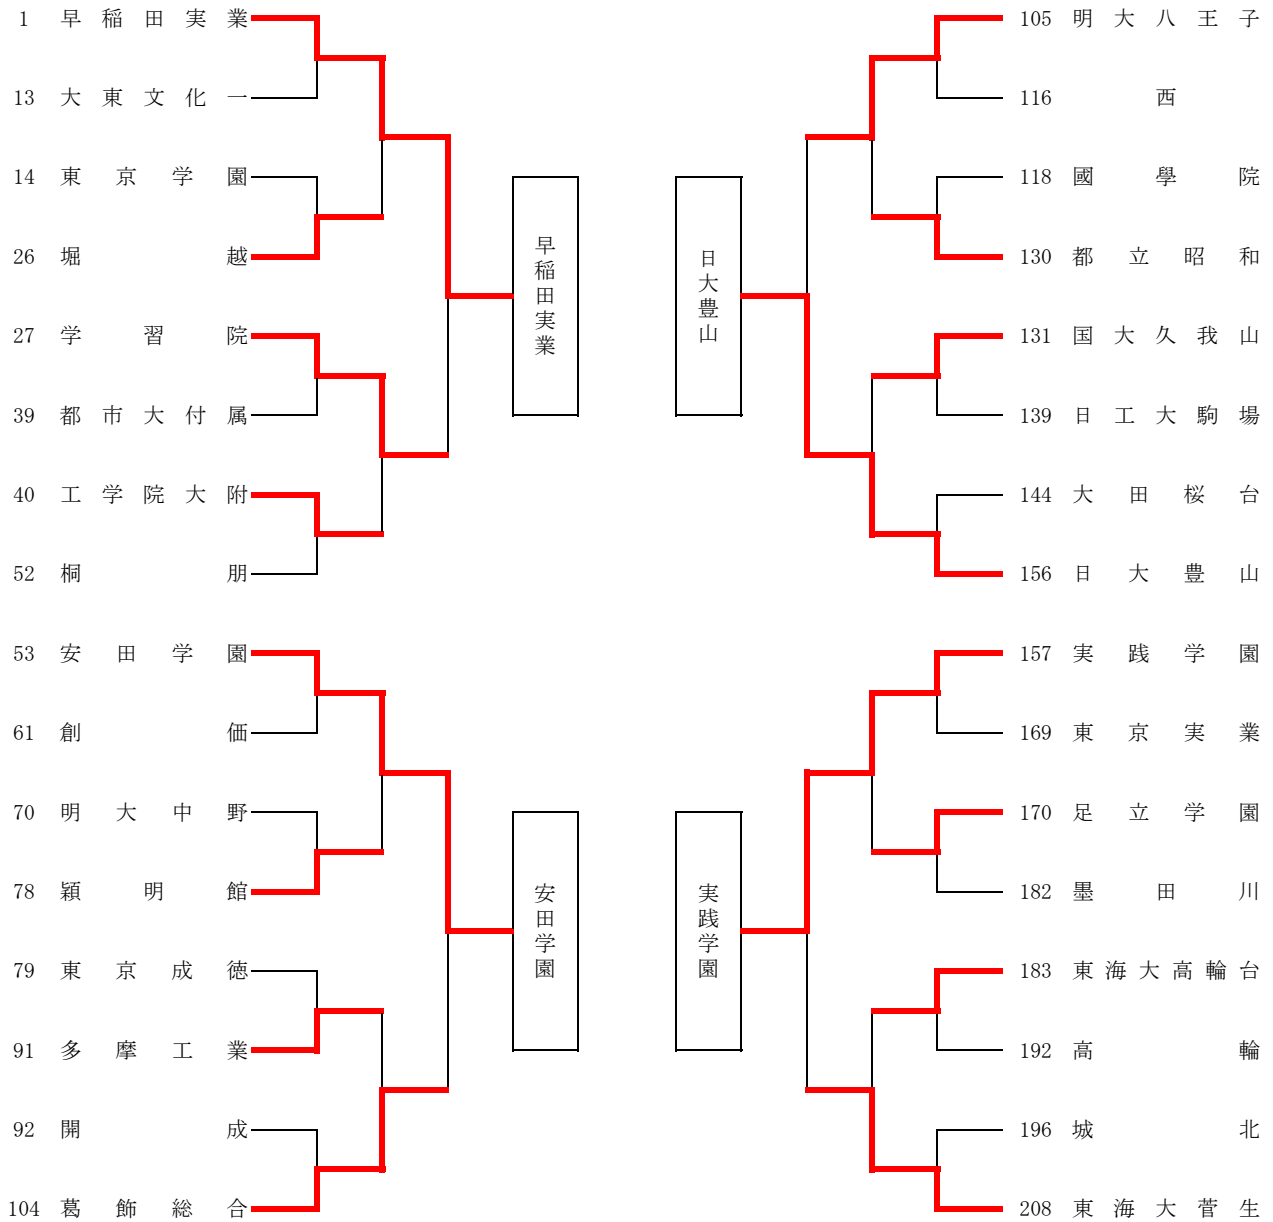 1 早稲田実業
13 大東文化一
14 東京学園
26 堀越
27 学習院
39 都市大付属
40 工学院大附
52 桐朋
53 安田学園
61 創価
70 明大中野
78 穎明館
79 東京成徳
91 多摩工業
92 開成
104 葛飾総合
早稲田実業
安田学園
日大豊山
実践学園
105 明大八王子
116 西
118 國學院
130 都立昭和
131 国大久我山
139 日工大駒場
144 大田桜台
156 日大豊山
157 実践学園
169 東京実業
170 足立学園
182 墨田川
183 東海大高輪台
192 高輪
196 城北
208 東海大菅生